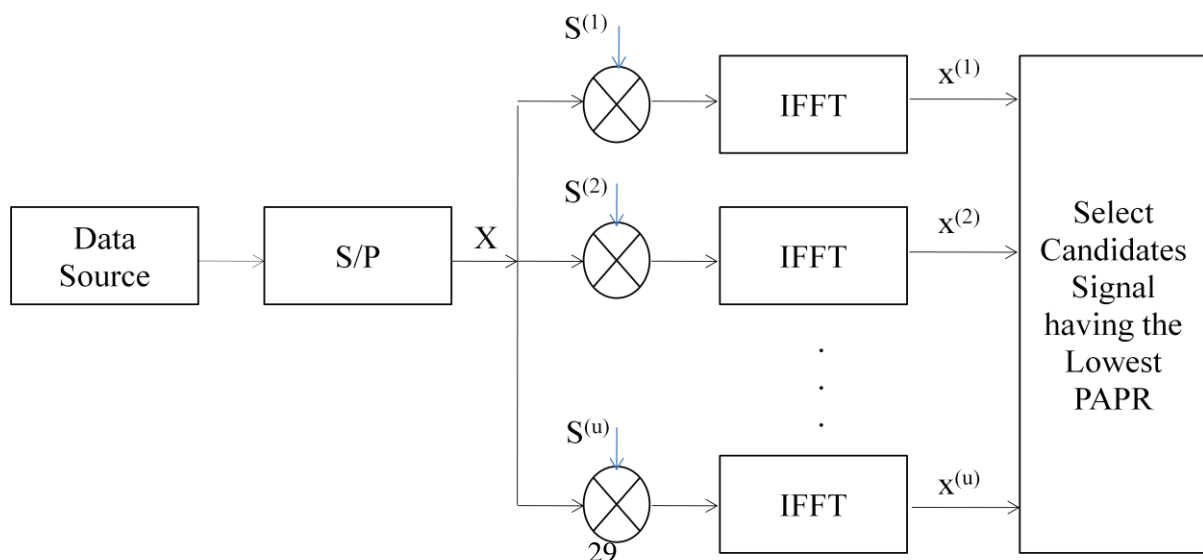 S⁽¹⁾
IFFT
x⁽¹⁾
S⁽²⁾
Data
Source
S/P
X
IFFT
x⁽²⁾
Select
Candidates
Signal
having the
Lowest
PAPR
.
.
.
S⁽ᵘ⁾
IFFT
x⁽ᵘ⁾
29